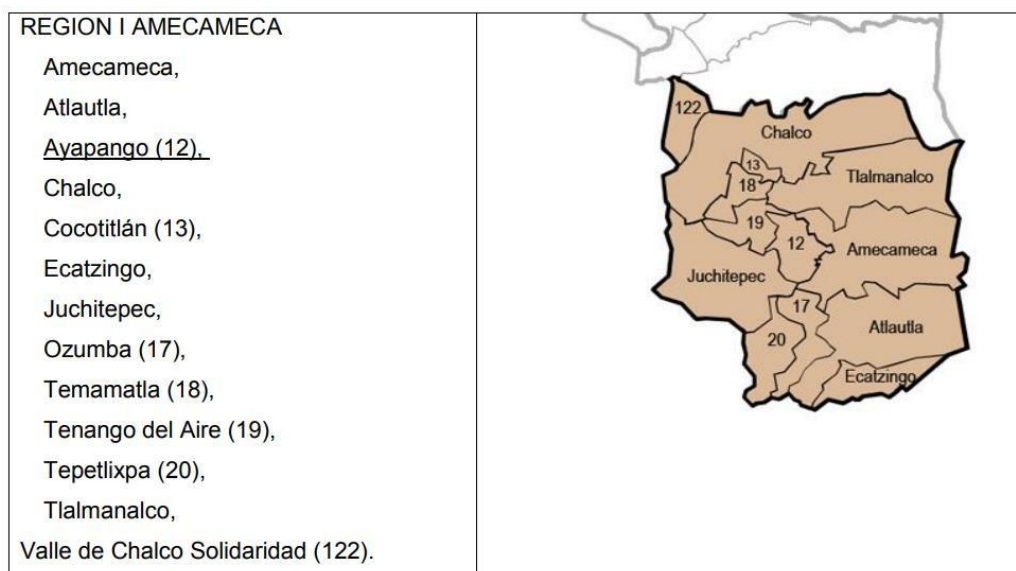 REGION I AMECAMECA
Amecameca,
Atlautla,
Ayapango (12),
Chalco,
Cocotitlán (13),
Ecatzingo,
Juchitepec,
Ozumba (17),
Temamatla (18),
Tenango del Aire (19),
Tepetlixpa (20),
Tlalmanalco,
Valle de Chalco Solidaridad (122).
122
Chalco
13
Tlalmanalco
18
19
12
Amecameca
Juchitepec
17
Atlautla
20
Ecatzingo